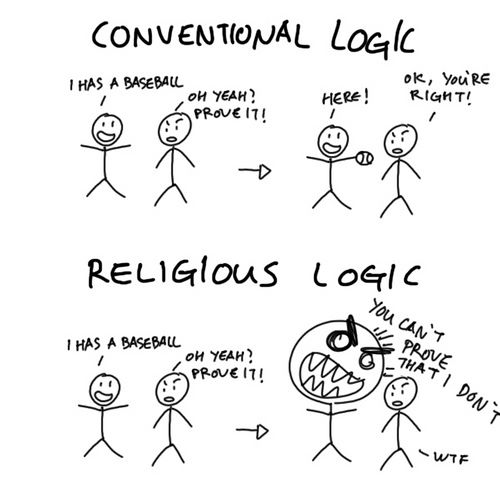 CONVENTIONAL LOGIC
I HAS A BASEBALL
OH YEAH?
PROVE IT!
HERE!
OK, YOU'RE
RIGHT!
RELIGIOUS LOGIC
I HAS A BASEBALL
OH YEAH?
PROVE IT!
YOU CAN'T
PROVE
THAT I DON'T
WTF